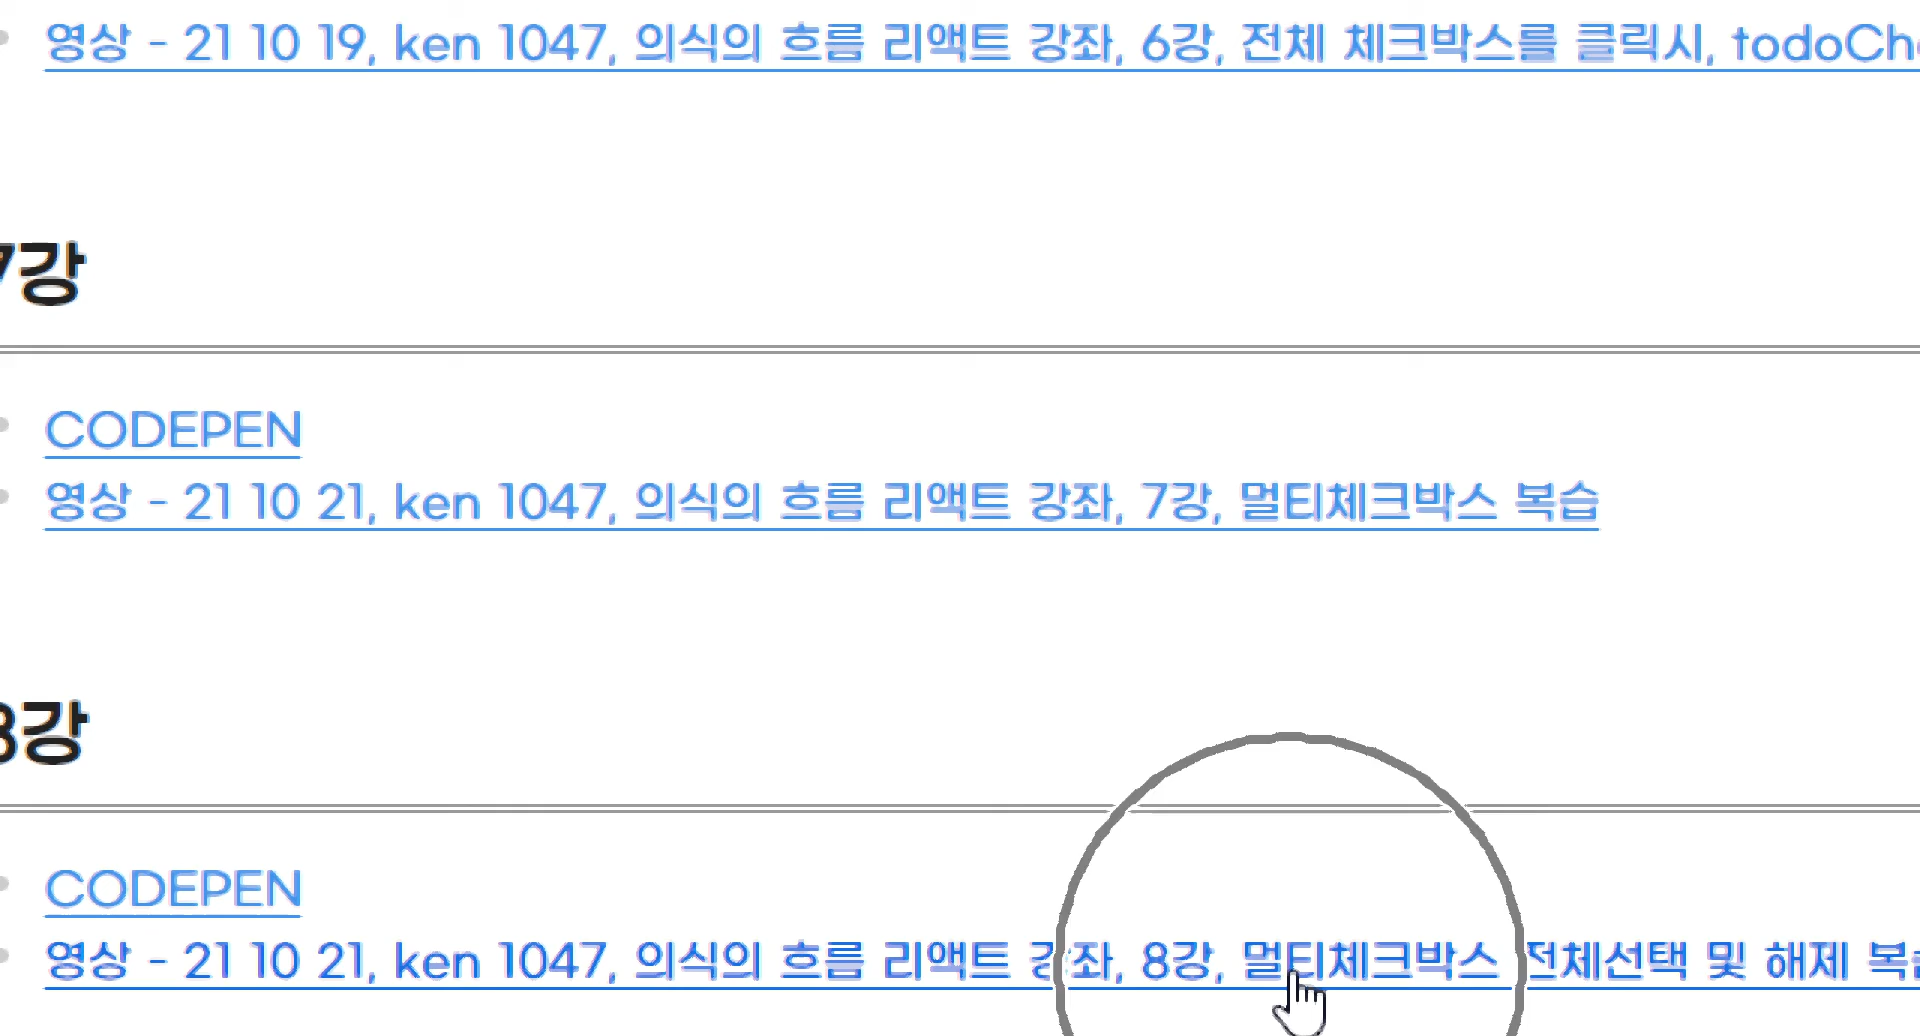 영상 - 21 10 19, ken 1047, 의식의 흐름 리액트 강좌, 6강, 전체 체크박스를 클릭시,
7강
CODEPEN
영상 - 21 10 21, ken 1047, 의식의 흐름 리액트 강좌, 7강, 멀티체크박스 복습
8강
CODEPEN
영상 - 21 10 21, ken 1047, 의식의 흐름 리액트 강좌, 8강, 멀티체크박스 전체선택 및 해제